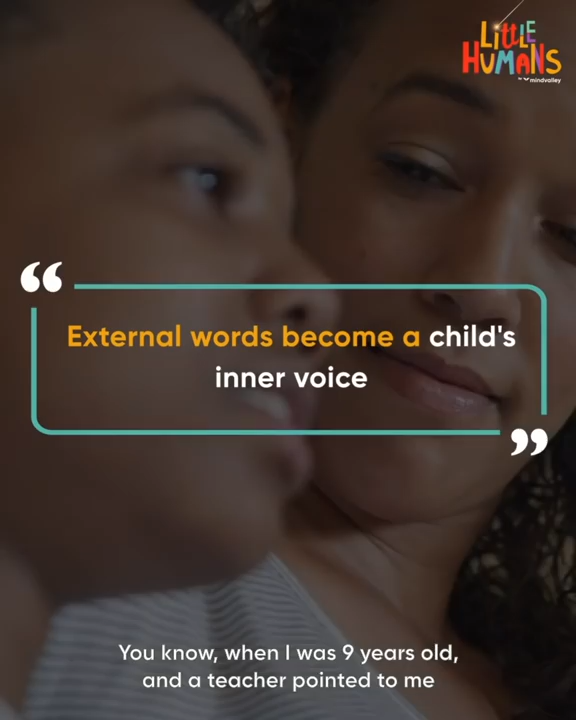 LittLE
HUMANS
by mindvalley
“
External words become a child's
inner voice
”
You know, when I was 9 years old,
and a teacher pointed to me